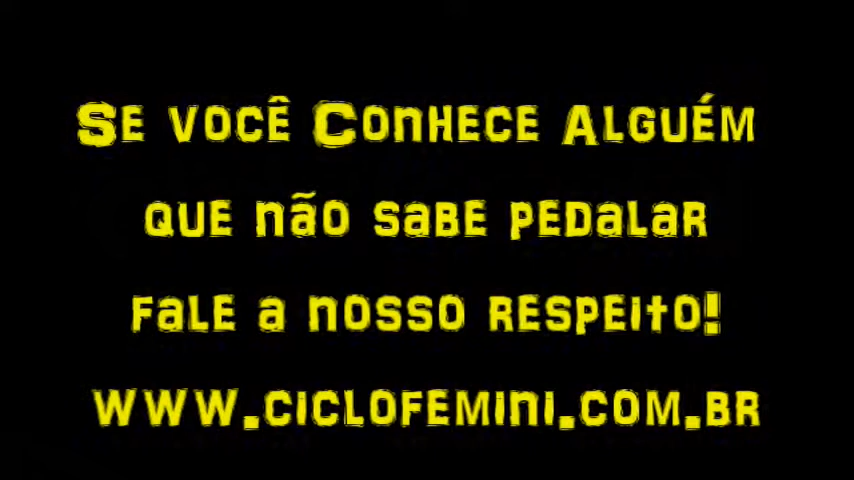 Se você Conhece Alguém
que não sabe pedalar
fale a nosso respeito!
www.ciclofemini.com.br